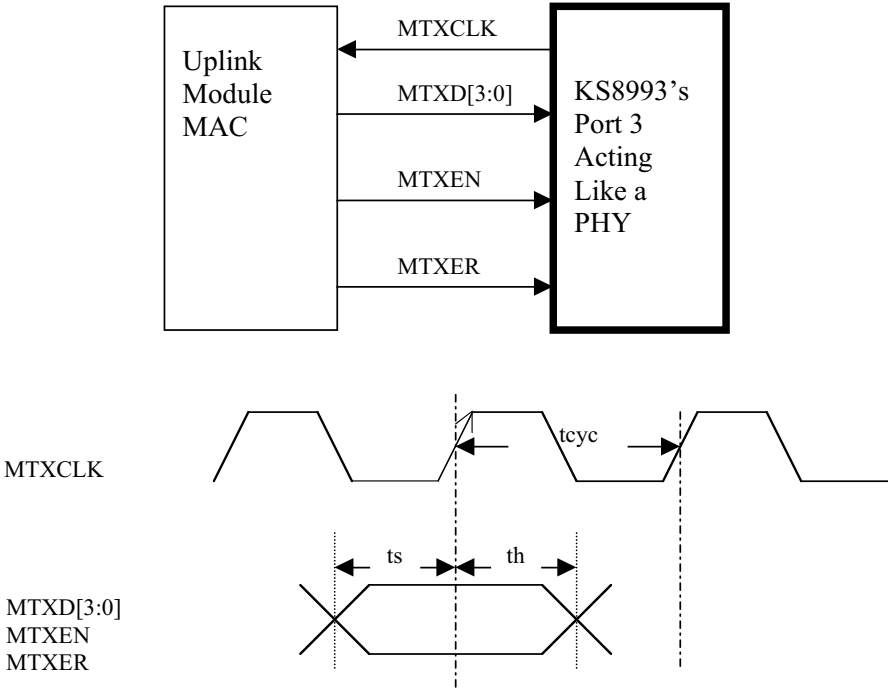 Uplink
Module
MAC
MTXCLK
MTXD[3:0]
MTXEN
MTXER
KS8993’s
Port 3
Acting
Like a
PHY
MTXCLK
tcyc
ts
th
MTXD[3:0]
MTXEN
MTXER